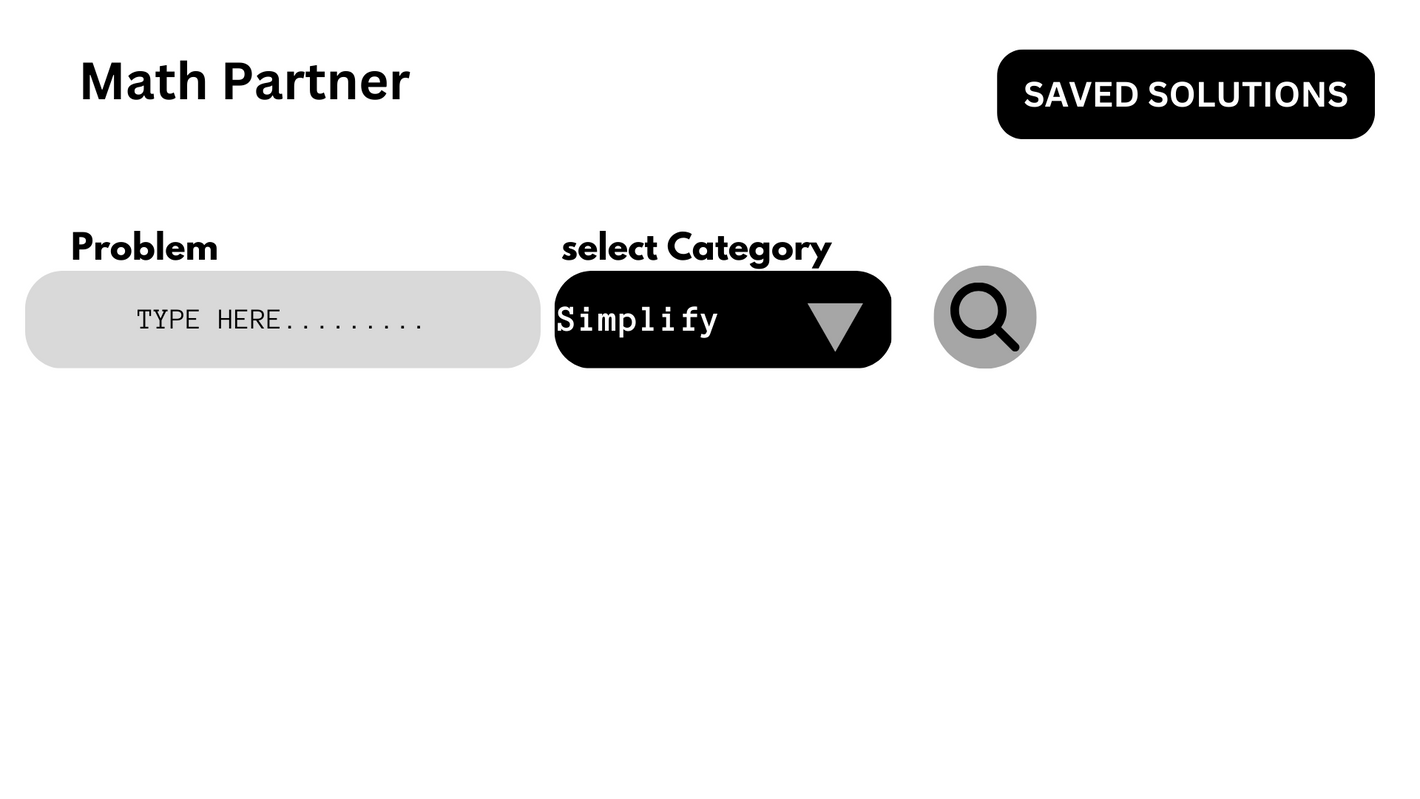 Math Partner
SAVED SOLUTIONS
Problem
select Category
TYPE HERE.........
Simplify